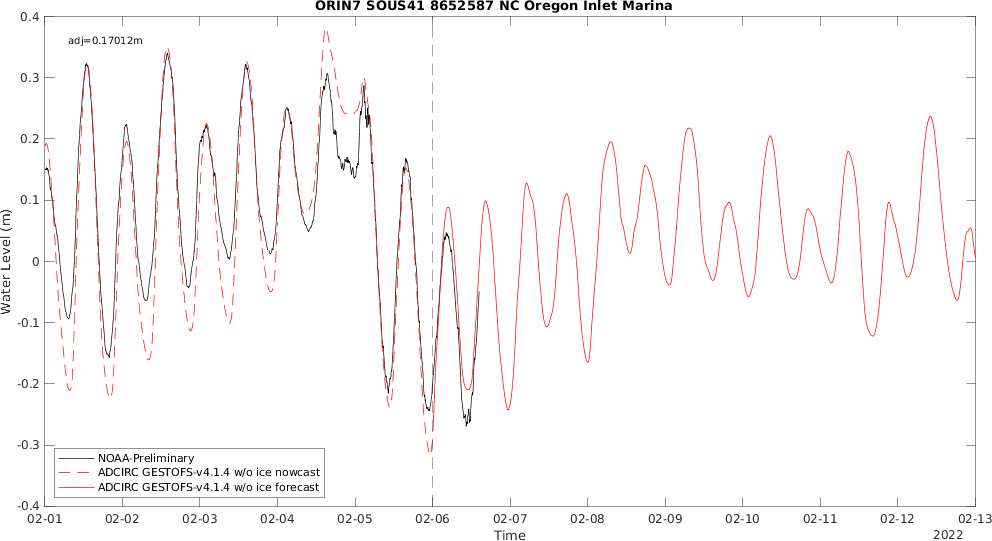 ORIN7 SOUS41 8652587 NC Oregon Inlet Marina
adj=0.17012m
0.4
0.3
0.2
0.1
0
-0.1
-0.2
-0.3
-0.4
Water Level (m)
NOAA-Preliminary
ADCIRC GESTOFS-v4.1.4 w/o ice nowcast
ADCIRC GESTOFS-v4.1.4 w/o ice forecast
02-01 02-02 02-03 02-04 02-05 02-06 02-07 02-08 02-09 02-10 02-11 02-12 02-13
Time
2022